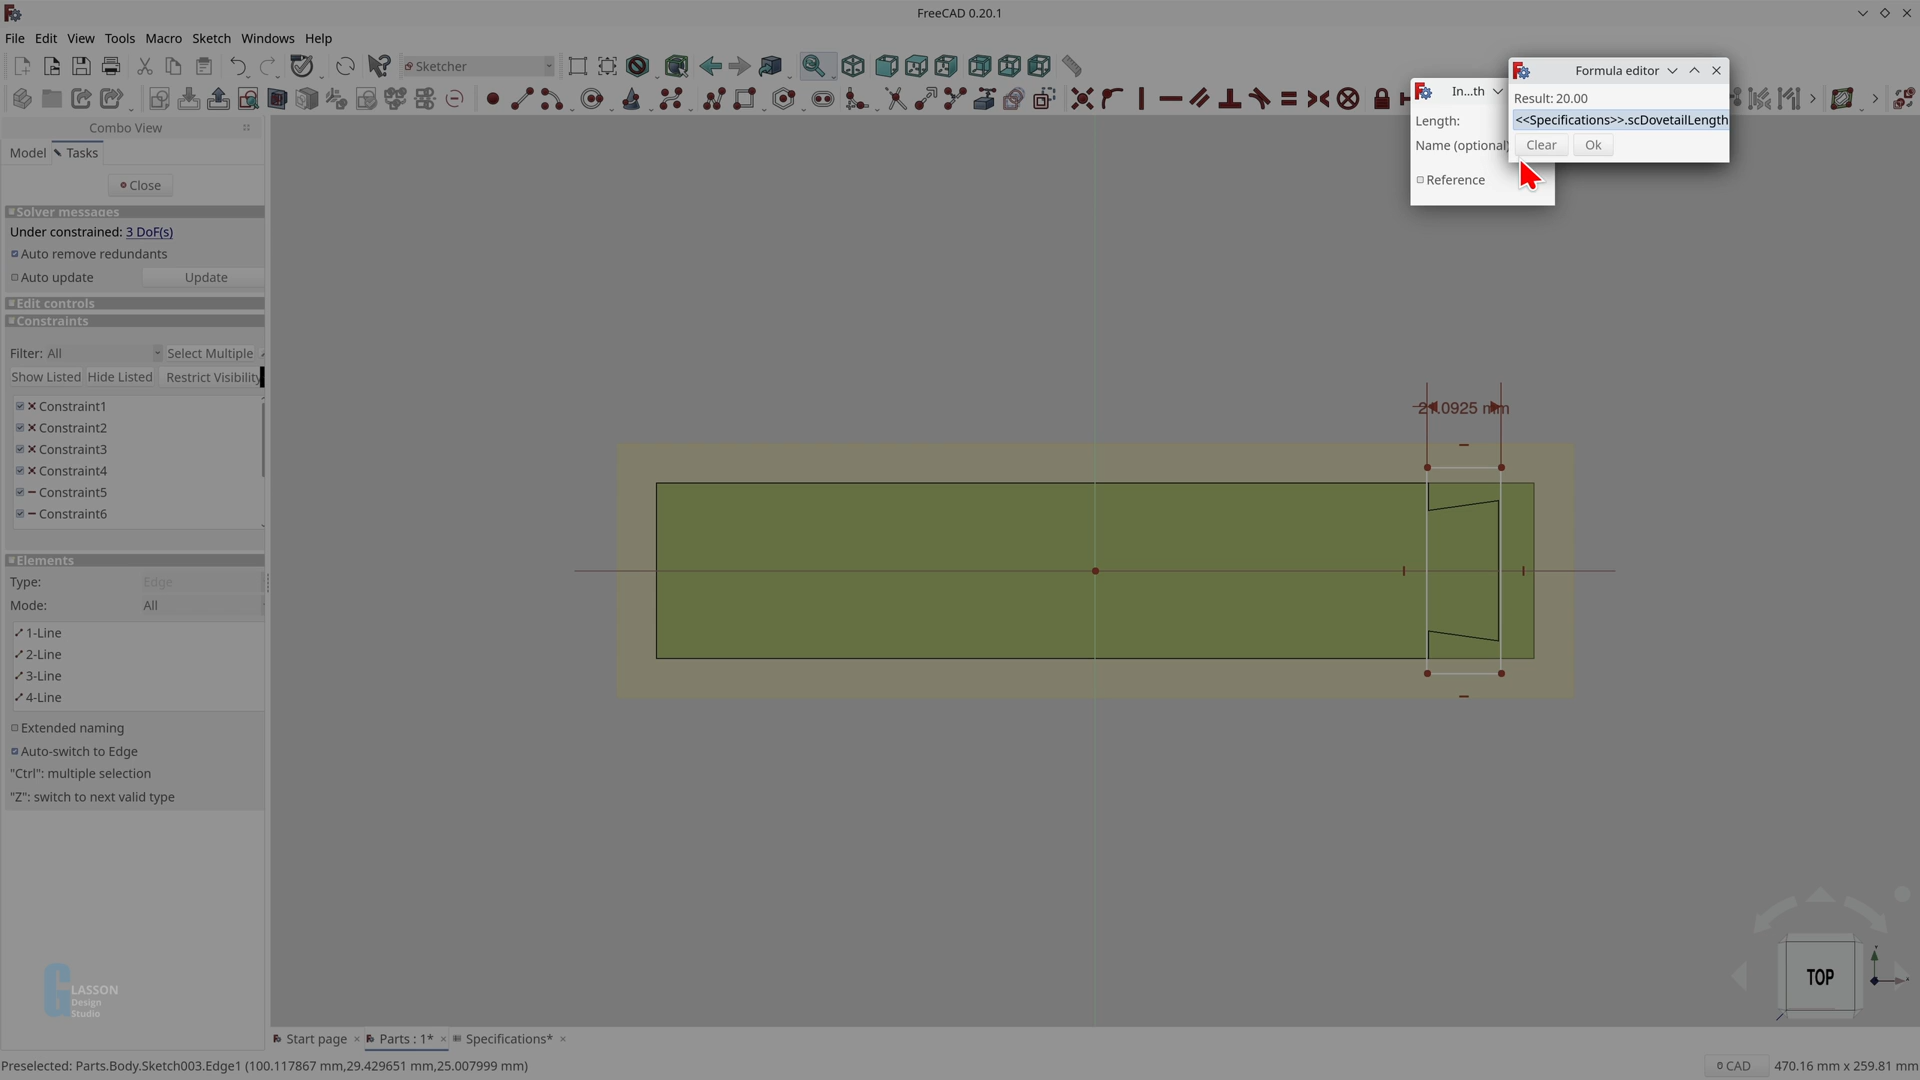 FreeCAD 0.20.1
File Edit View Tools Macro Sketch Windows Help
Sketcher
Combo View
Model Tasks
Close
Solver messages
Under constrained: 3 DoF(s)
Auto remove redundants
Auto update Update
Edit controls
Constraints
Filter: All Select Multiple
Show Listed Hide Listed Restrict Visibility
Constraint1
Constraint2
Constraint3
Constraint4
Constraint5
Constraint6
Elements
Type: Edge
Mode: All
1-Line
2-Line
3-Line
4-Line
Extended naming
Auto-switch to Edge
"Ctrl": multiple selection
"Z": switch to next valid type
GLASSON
Design
Studio
In...th
Length:
Name (optional)
Reference
Formula editor
Result: 20.00
<<Specifications>>.scDovetailLength
Clear Ok
21.0925 mm
TOP
Start page Parts : 1* Specifications*
Preselected: Parts.Body.Sketch003.Edge1 (100.117867 mm,29.429651 mm,25.007999 mm)
CAD 470.16 mm x 259.81 mm